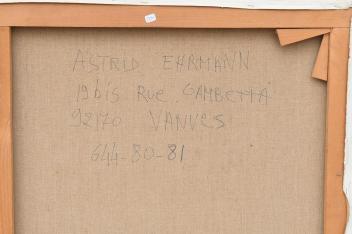 ASTRID EHRMANN
19bis Rue GAMBETTA
92170 VANVES
644-80-81